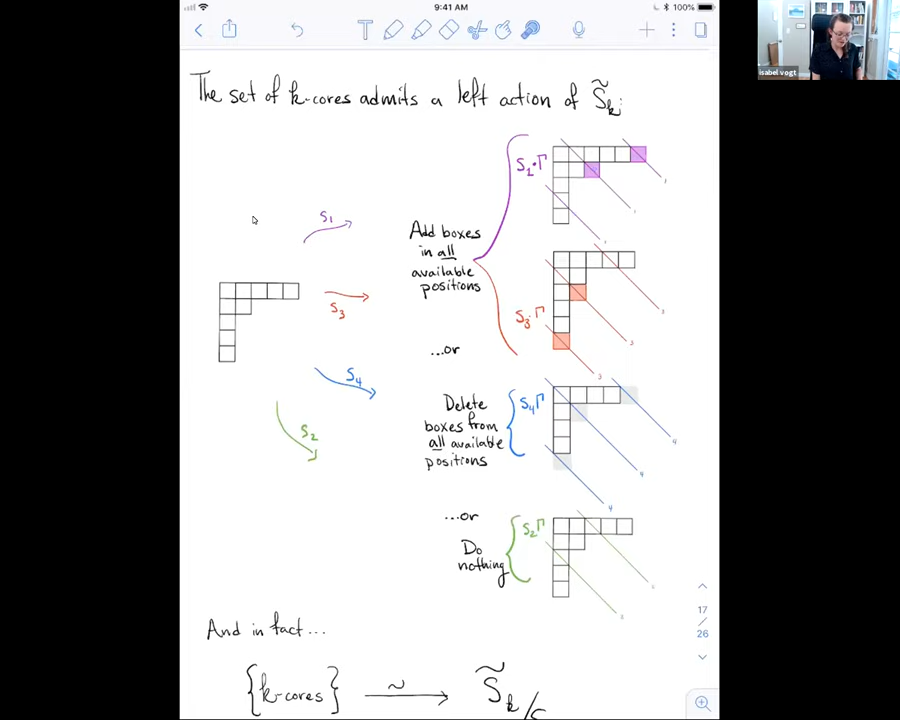 9:41 AM
100%
isabel vogt
The set of k-cores admits a left action of S̃ₖ:
S₁
S₃
S₄
S₂
Add boxes
in all
available
positions
S₂·Γ
S₃·Γ
...or
Delete
boxes from
all available
positions
S₄Γ
...or
Do
nothing
S₂Γ
17
/
26
And in fact...
{k-cores} ~ S̃ₖ/